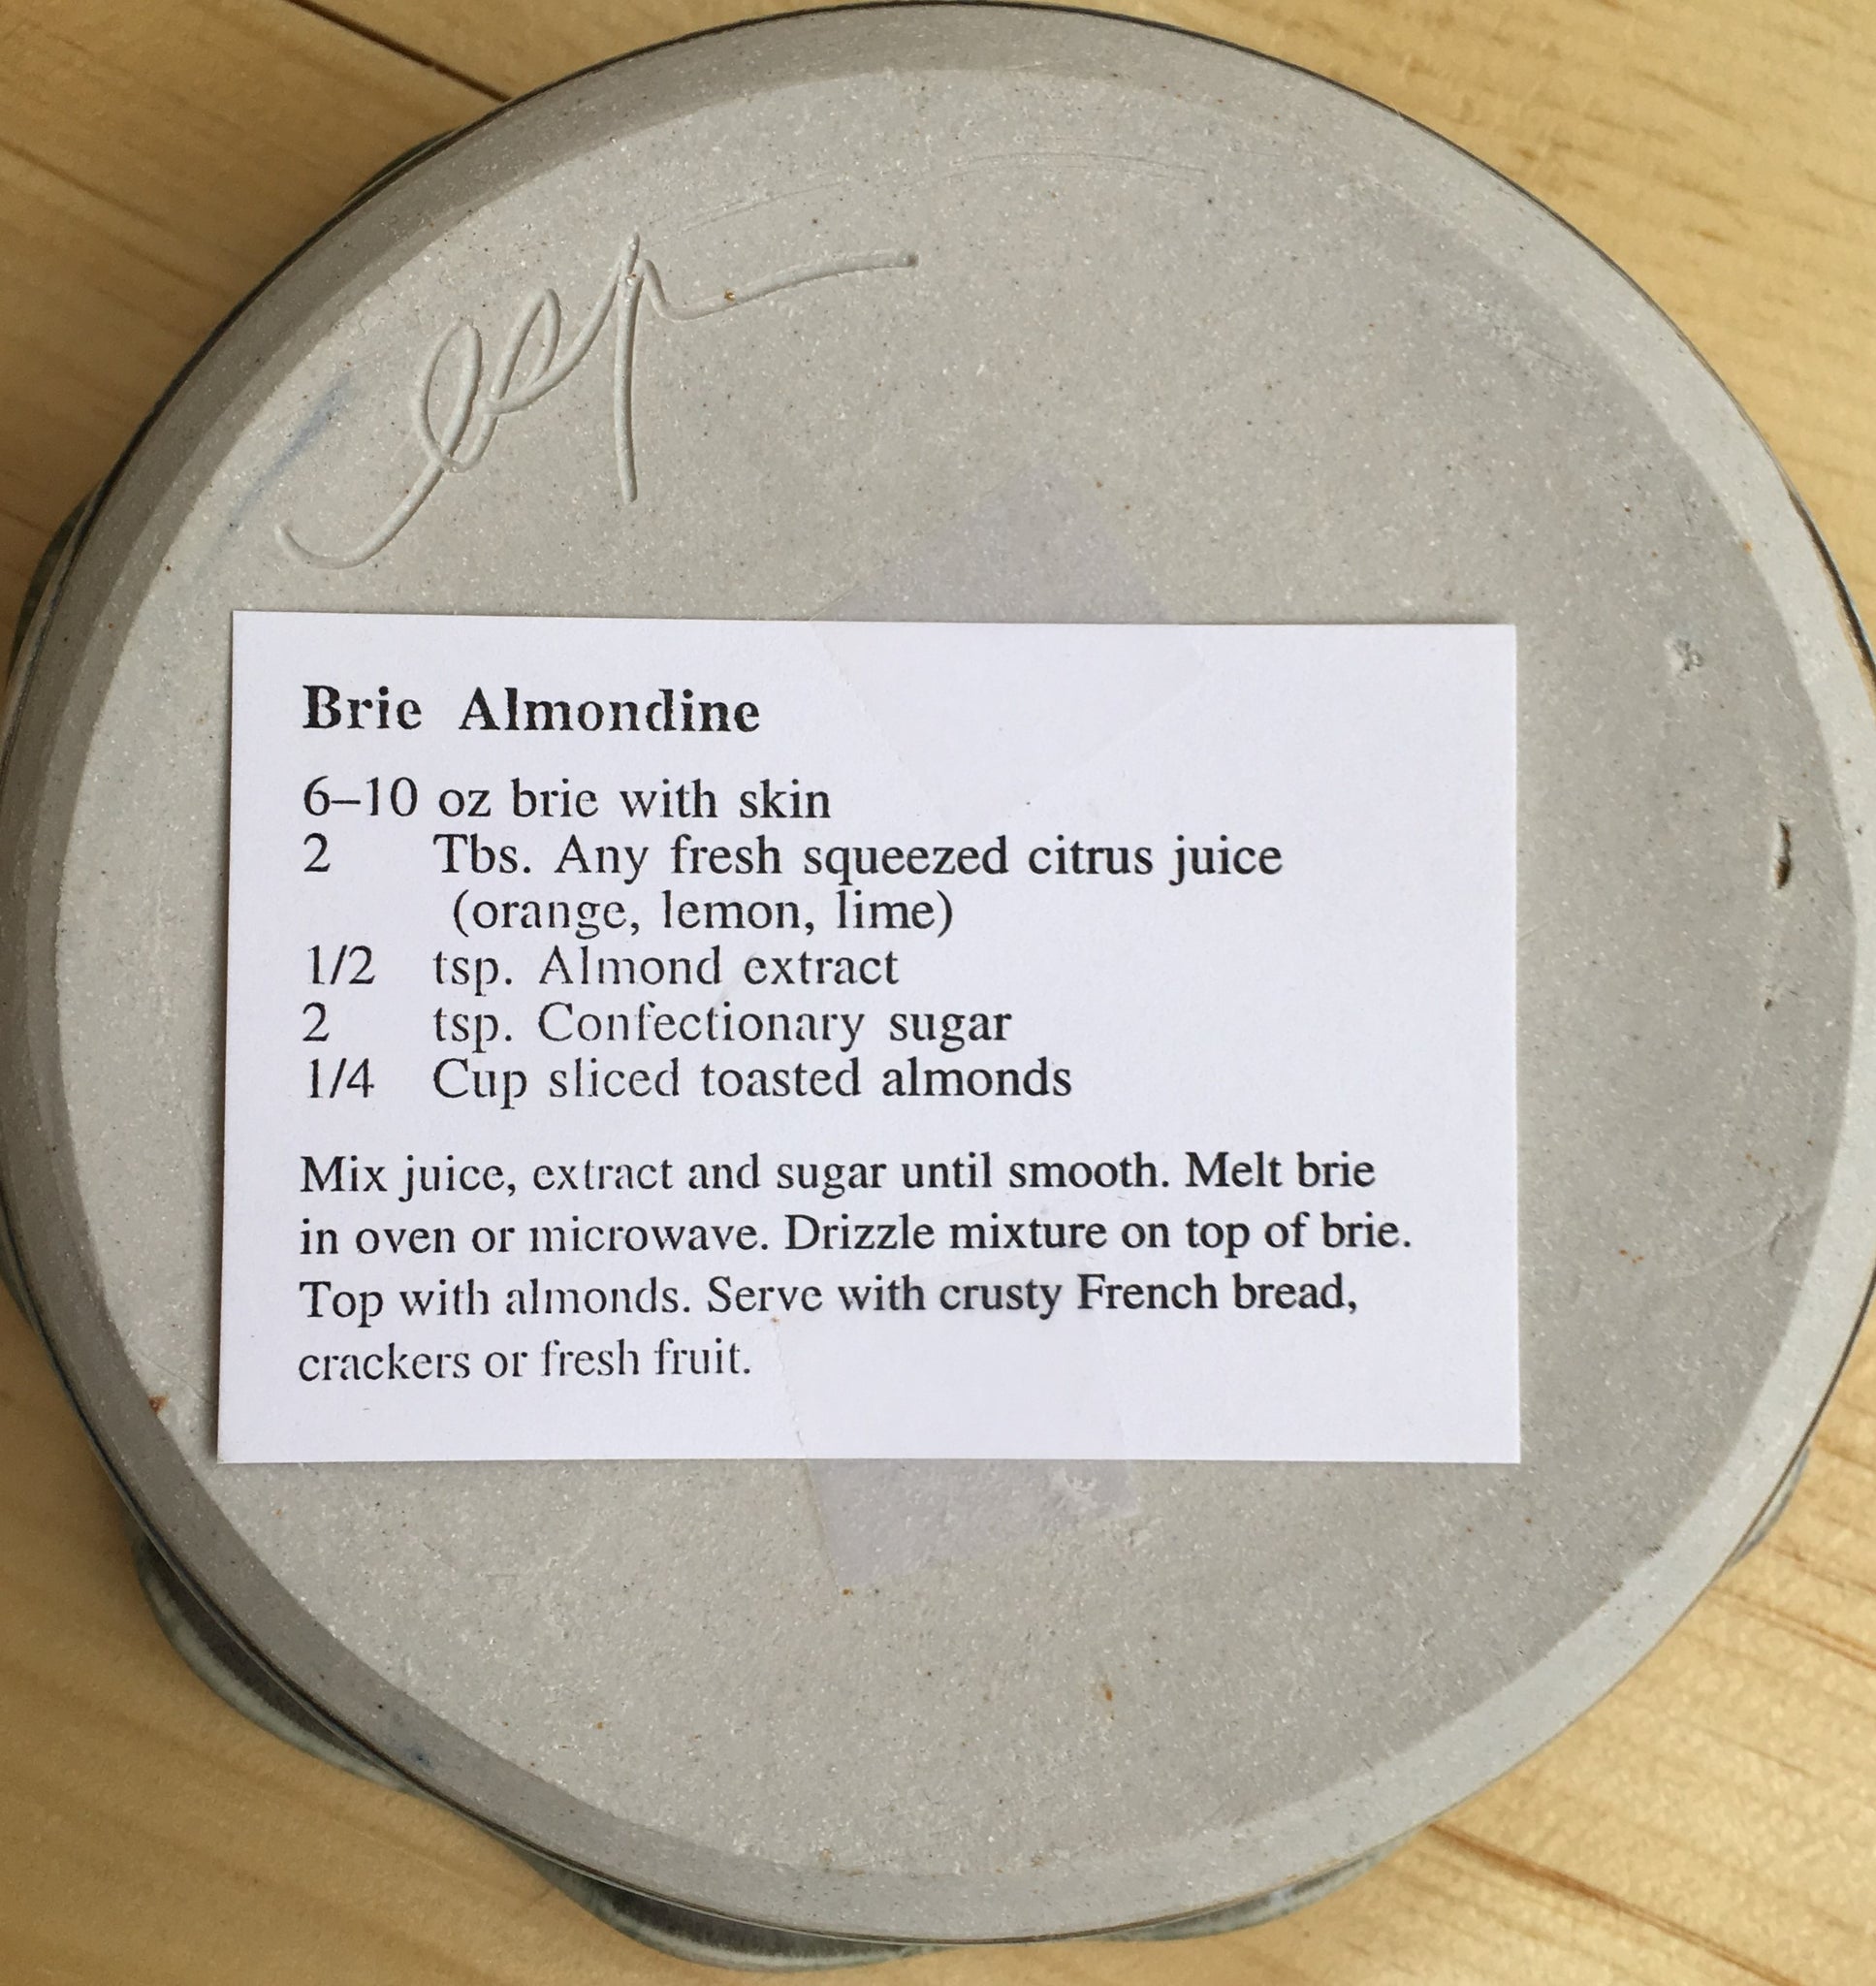 esp
Brie Almondine
6–10 oz brie with skin
2 Tbs. Any fresh squeezed citrus juice
(orange, lemon, lime)
1/2 tsp. Almond extract
2 tsp. Confectionary sugar
1/4 Cup sliced toasted almonds
Mix juice, extract and sugar until smooth. Melt brie
in oven or microwave. Drizzle mixture on top of brie.
Top with almonds. Serve with crusty French bread,
crackers or fresh fruit.